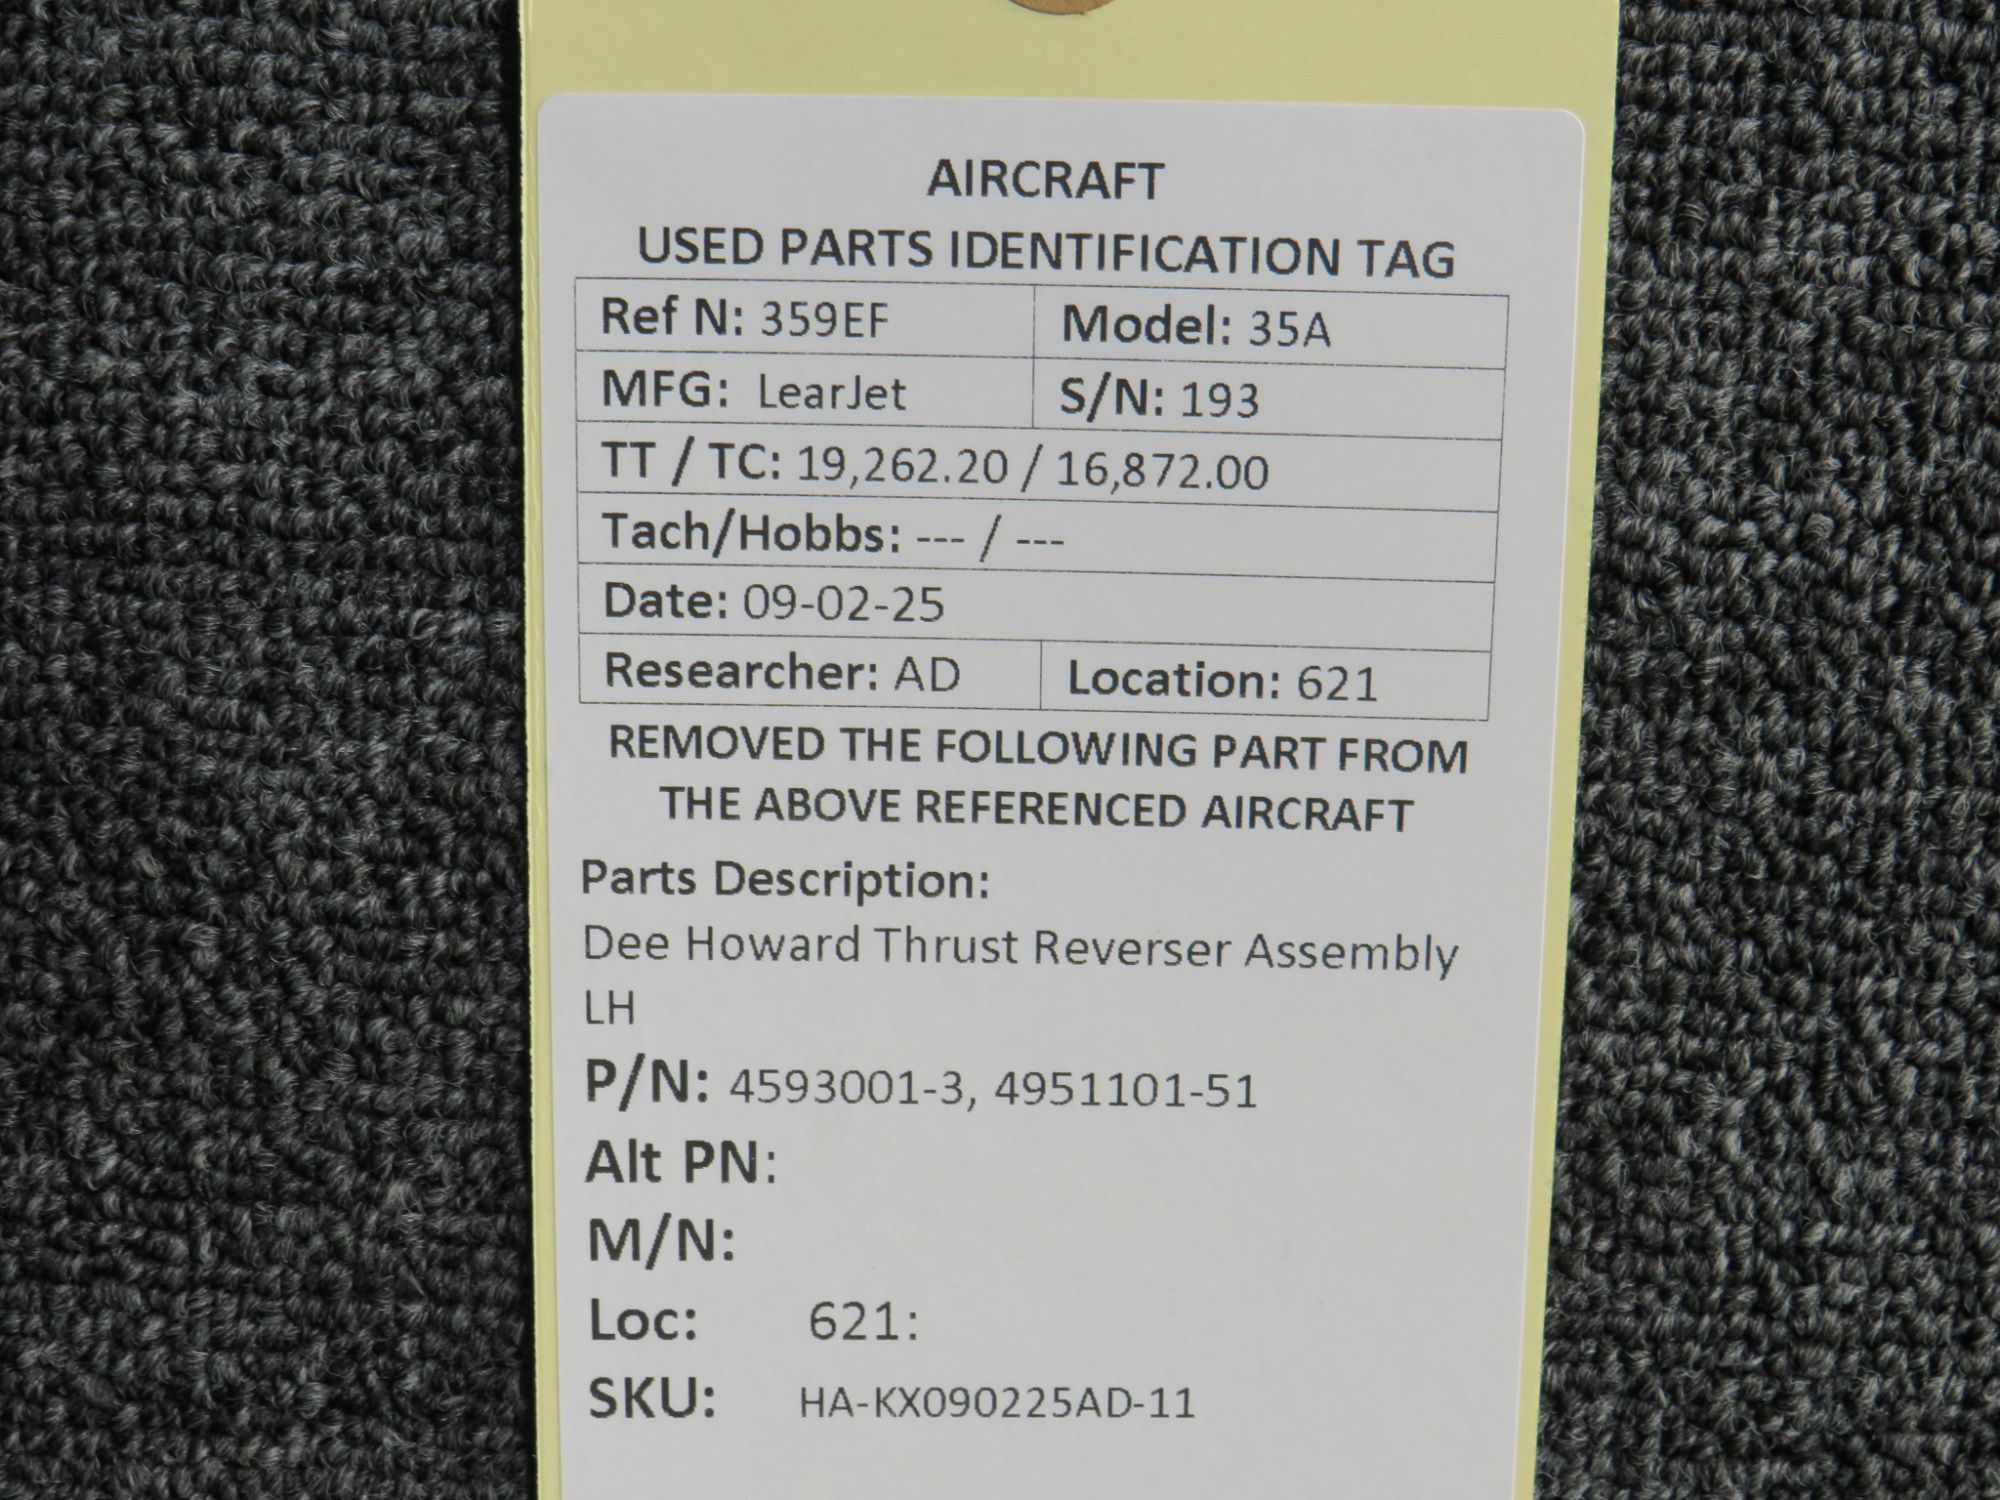 AIRCRAFT
USED PARTS IDENTIFICATION TAG
Ref N: 359EF Model: 35A
MFG: LearJet S/N: 193
TT / TC: 19,262.20 / 16,872.00
Tach/Hobbs: --- / ---
Date: 09-02-25
Researcher: AD Location: 621
REMOVED THE FOLLOWING PART FROM
THE ABOVE REFERENCED AIRCRAFT
Parts Description:
Dee Howard Thrust Reverser Assembly
LH
P/N: 4593001-3, 4951101-51
Alt PN:
M/N:
Loc: 621:
SKU: HA-KX090225AD-11